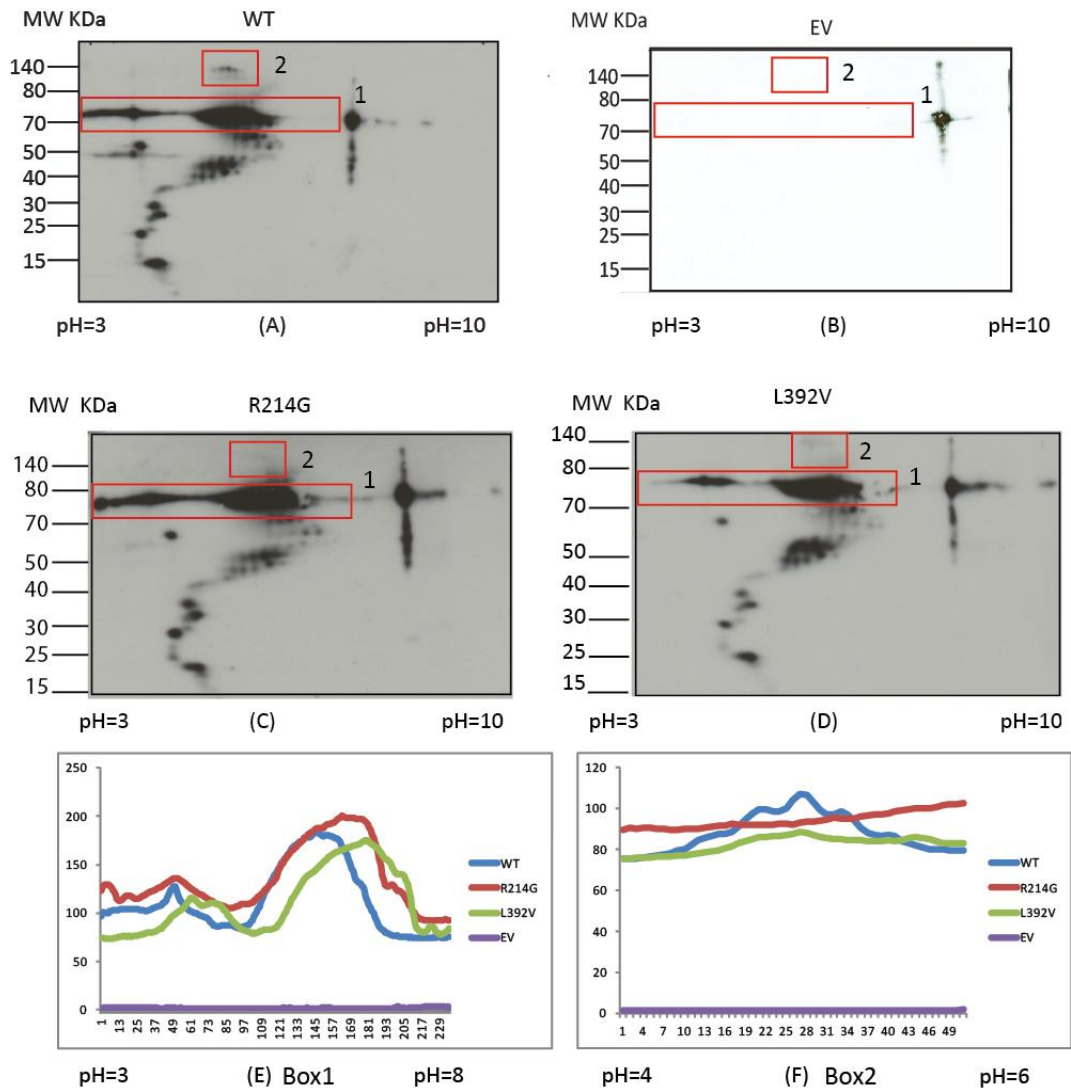 MW KDa WT
140
80
70
50
40
30
25
15
2
1
pH=3 (A) pH=10
MW KDa EV
140
80
70
50
40
30
25
15
2
1
pH=3 (B) pH=10
MW KDa R214G
140
80
70
50
40
30
25
15
2
1
pH=3 (C) pH=10
MW KDa L392V
140
80
70
50
40
30
25
15
2
1
pH=3 (D) pH=10
250
200
150
100
50
0
1 13 25 37 49 61 73 85 97 109 121 133 145 157 169 181 193 205 217 229
WT
R214G
L392V
EV
pH=3 (E) Box1 pH=8
120
100
80
60
40
20
0
1 4 7 10 13 16 19 22 25 28 31 34 37 40 43 46 49
WT
R214G
L392V
EV
pH=4 (F) Box2 pH=6